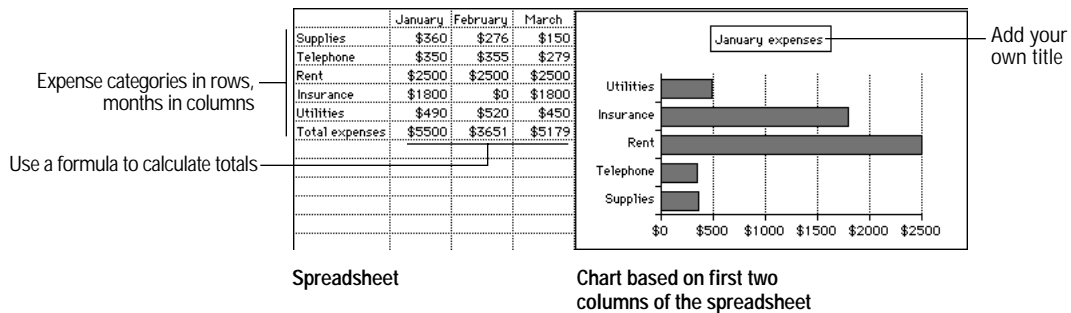 January February March
Supplies $360 $276 $150
Telephone $350 $355 $279
Rent $2500 $2500 $2500
Insurance $1800 $0 $1800
Utilities $490 $520 $450
Total expenses $5500 $3651 $5179
Expense categories in rows,
months in columns
Use a formula to calculate totals
Spreadsheet
January expenses
Add your
own title
Utilities
Insurance
Rent
Telephone
Supplies
$0 $500 $1000 $1500 $2000 $2500
Chart based on first two
columns of the spreadsheet